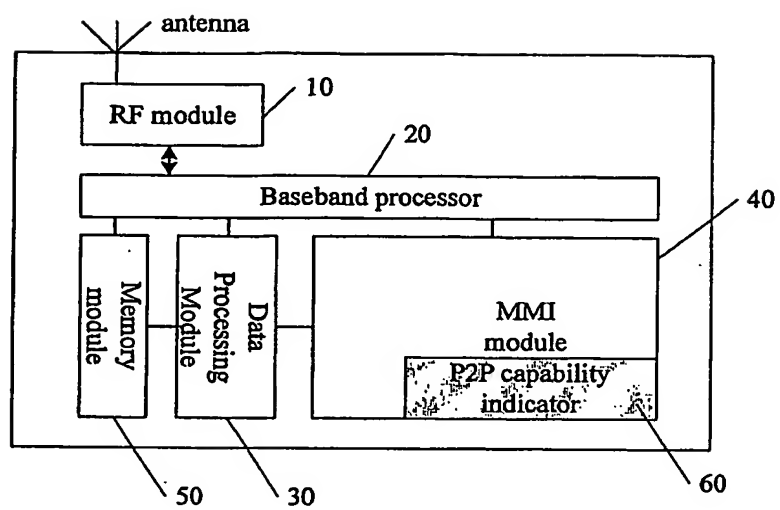 antenna
RF module
10
20
Baseband processor
40
Memory
module
Data
Processing
Module
MMI
module
P2P capability
indicator
50
30
60